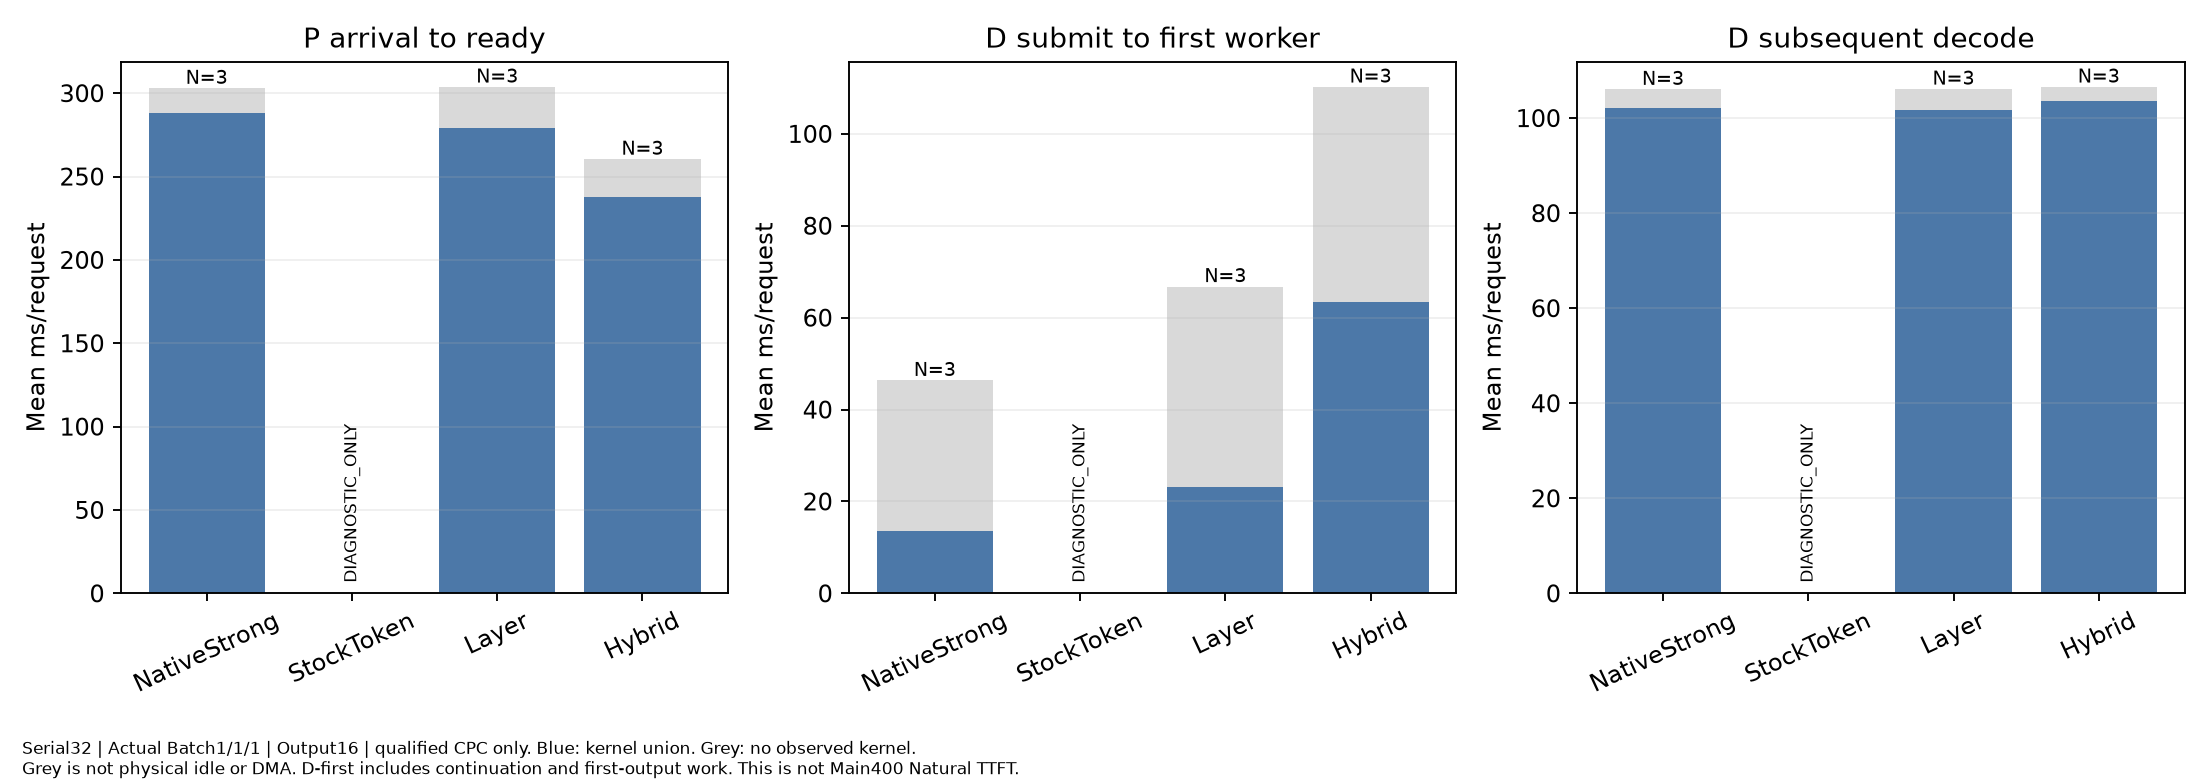 P arrival to ready
Mean ms/request
300
250
200
150
100
50
0
N=3
DIAGNOSTIC_ONLY
N=3
N=3
NativeStrong
StockToken
Layer
Hybrid
D submit to first worker
Mean ms/request
100
80
60
40
20
0
N=3
DIAGNOSTIC_ONLY
N=3
N=3
NativeStrong
StockToken
Layer
Hybrid
D subsequent decode
Mean ms/request
100
80
60
40
20
0
N=3
DIAGNOSTIC_ONLY
N=3
N=3
NativeStrong
StockToken
Layer
Hybrid
Serial32 | Actual Batch1/1/1 | Output16 | qualified CPC only. Blue: kernel union. Grey: no observed kernel.
Grey is not physical idle or DMA. D-first includes continuation and first-output work. This is not Main400 Natural TTFT.